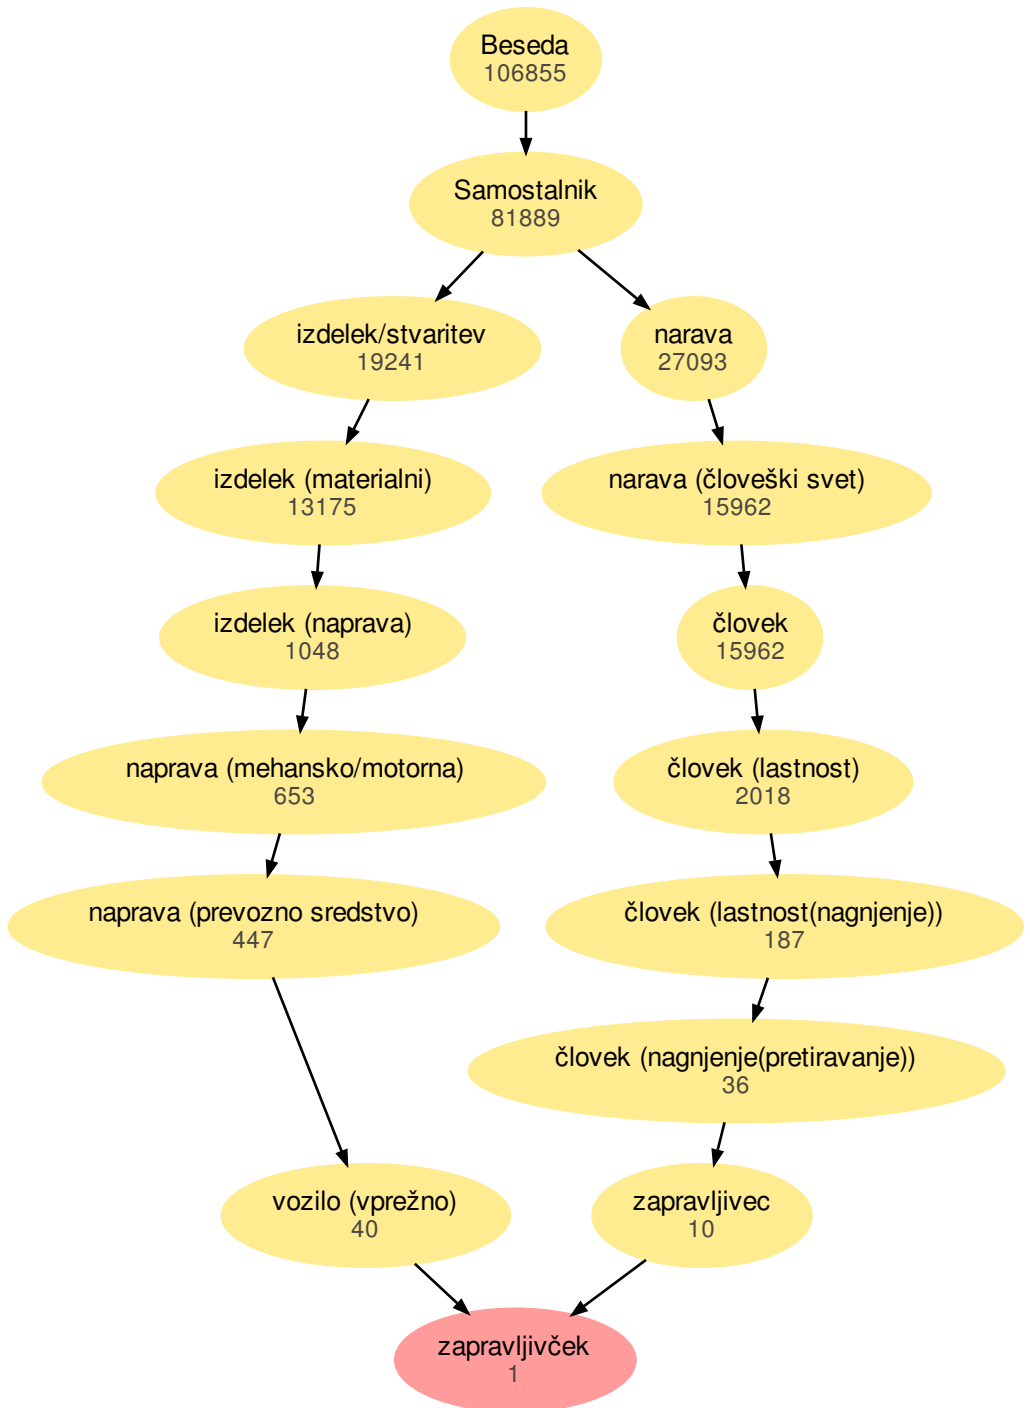 Beseda
106855
Samostalnik
81889
izdelek/stvaritev
19241
narava
27093
izdelek (materialni)
13175
narava (človeški svet)
15962
izdelek (naprava)
1048
človek
15962
naprava (mehansko/motorna)
653
človek (lastnost)
2018
naprava (prevozno sredstvo)
447
človek (lastnost(nagnjenje))
187
človek (nagnjenje(pretiravanje))
36
vozilo (vprežno)
40
zapravljivec
10
zapravljivček
1